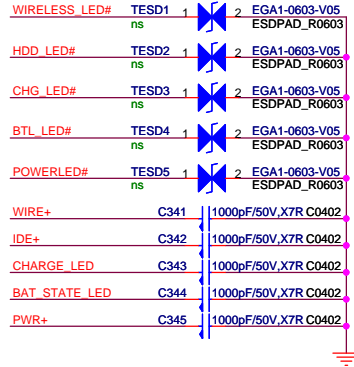 WIRELESS_LED# TESD1 1 2 EGA1-0603-V05
ns ESDPAD_R0603
HDD_LED# TESD2 1 2 EGA1-0603-V05
ns ESDPAD_R0603
CHG_LED# TESD3 1 2 EGA1-0603-V05
ns ESDPAD_R0603
BTL_LED# TESD4 1 2 EGA1-0603-V05
ns ESDPAD_R0603
POWERLED# TESD5 1 2 EGA1-0603-V05
ns ESDPAD_R0603
WIRE+ C341 1000pF/50V,X7R C0402
IDE+ C342 1000pF/50V,X7R C0402
CHARGE_LED C343 1000pF/50V,X7R C0402
BAT_STATE_LED C344 1000pF/50V,X7R C0402
PWR+ C345 1000pF/50V,X7R C0402